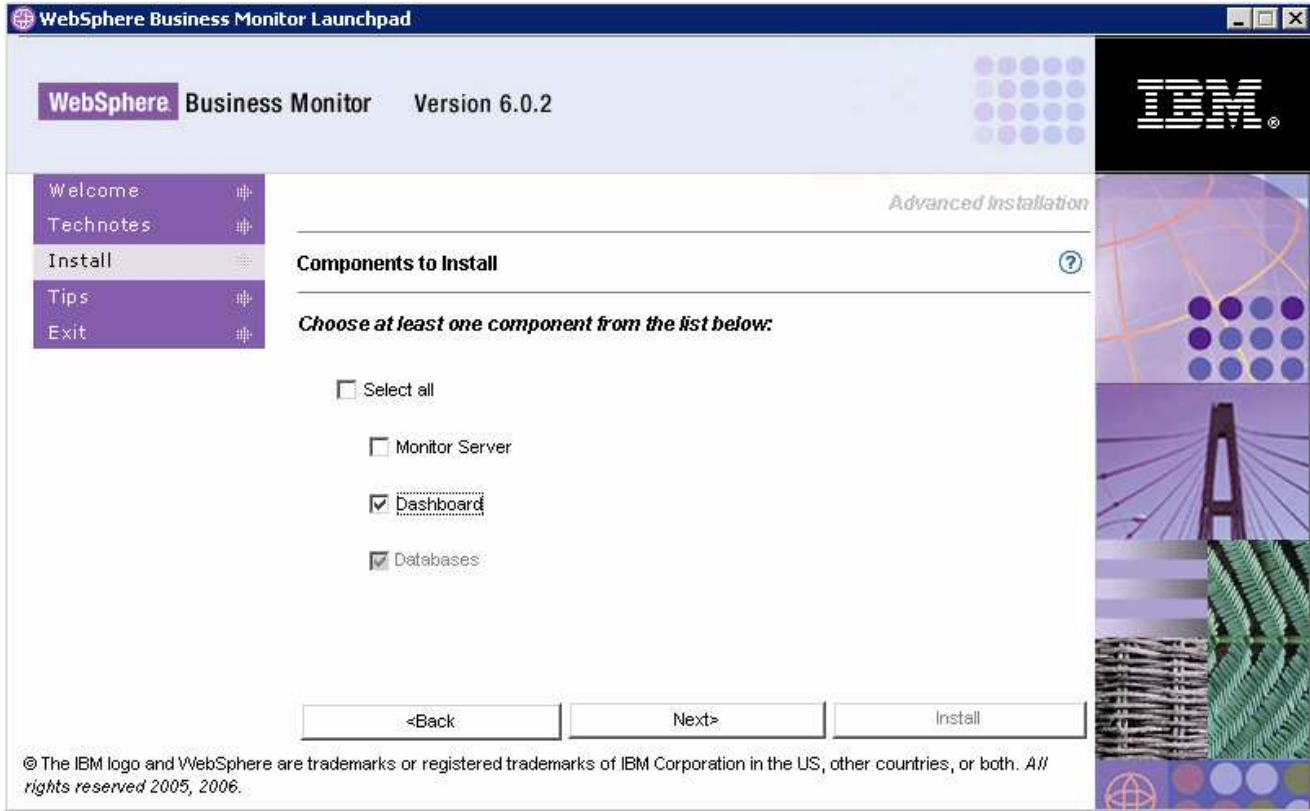 WebSphere Business Monitor Launchpad
WebSphere. Business Monitor Version 6.0.2
IBM®
Welcome
Technotes
Install
Tips
Exit
Advanced Installation
Components to Install
?
Choose at least one component from the list below:
Select all
Monitor Server
Dashboard
Databases
<Back
Next>
Install
© The IBM logo and WebSphere are trademarks or registered trademarks of IBM Corporation in the US, other countries, or both. All
rights reserved 2005, 2006.